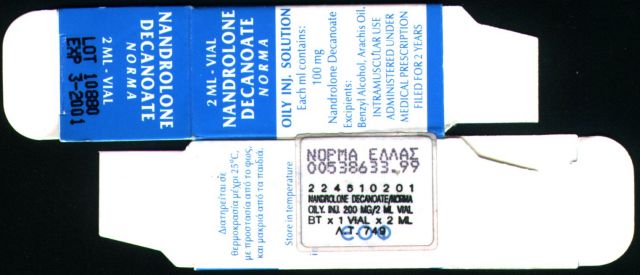 LOT 10880
EXP 3-2001
NANDROLONE
DECANOATE
NORMA
2 ML - VIAL
2 ML - VIAL
NANDROLONE
DECANOATE
NORMA
OILY INJ. SOLUTION
Each ml contains:
100 mg
Nandrolone Decanoate
Excipients:
Benzyl Alcohol, Arachis Oil.
INTRAMUSCULAR USE
ADMINISTERED UNDER
MEDICAL PRESCRIPTION
FILED FOR 2 YEARS
Διατηρείται σε
θερμοκρασία μέχρι 25°C,
με προστασία από το φως,
και μακριά από τα παιδιά.
Store in temperature
in
ΝΟΡΜΑ ΕΛΛΑΣ
00538633.99
224610201
NANDROLONE DECANOATE/NORMA
OILY. INJ. 200 MG/2 ML VIAL
BT x 1 VIAL x 2 ML
Λ.Τ. 749